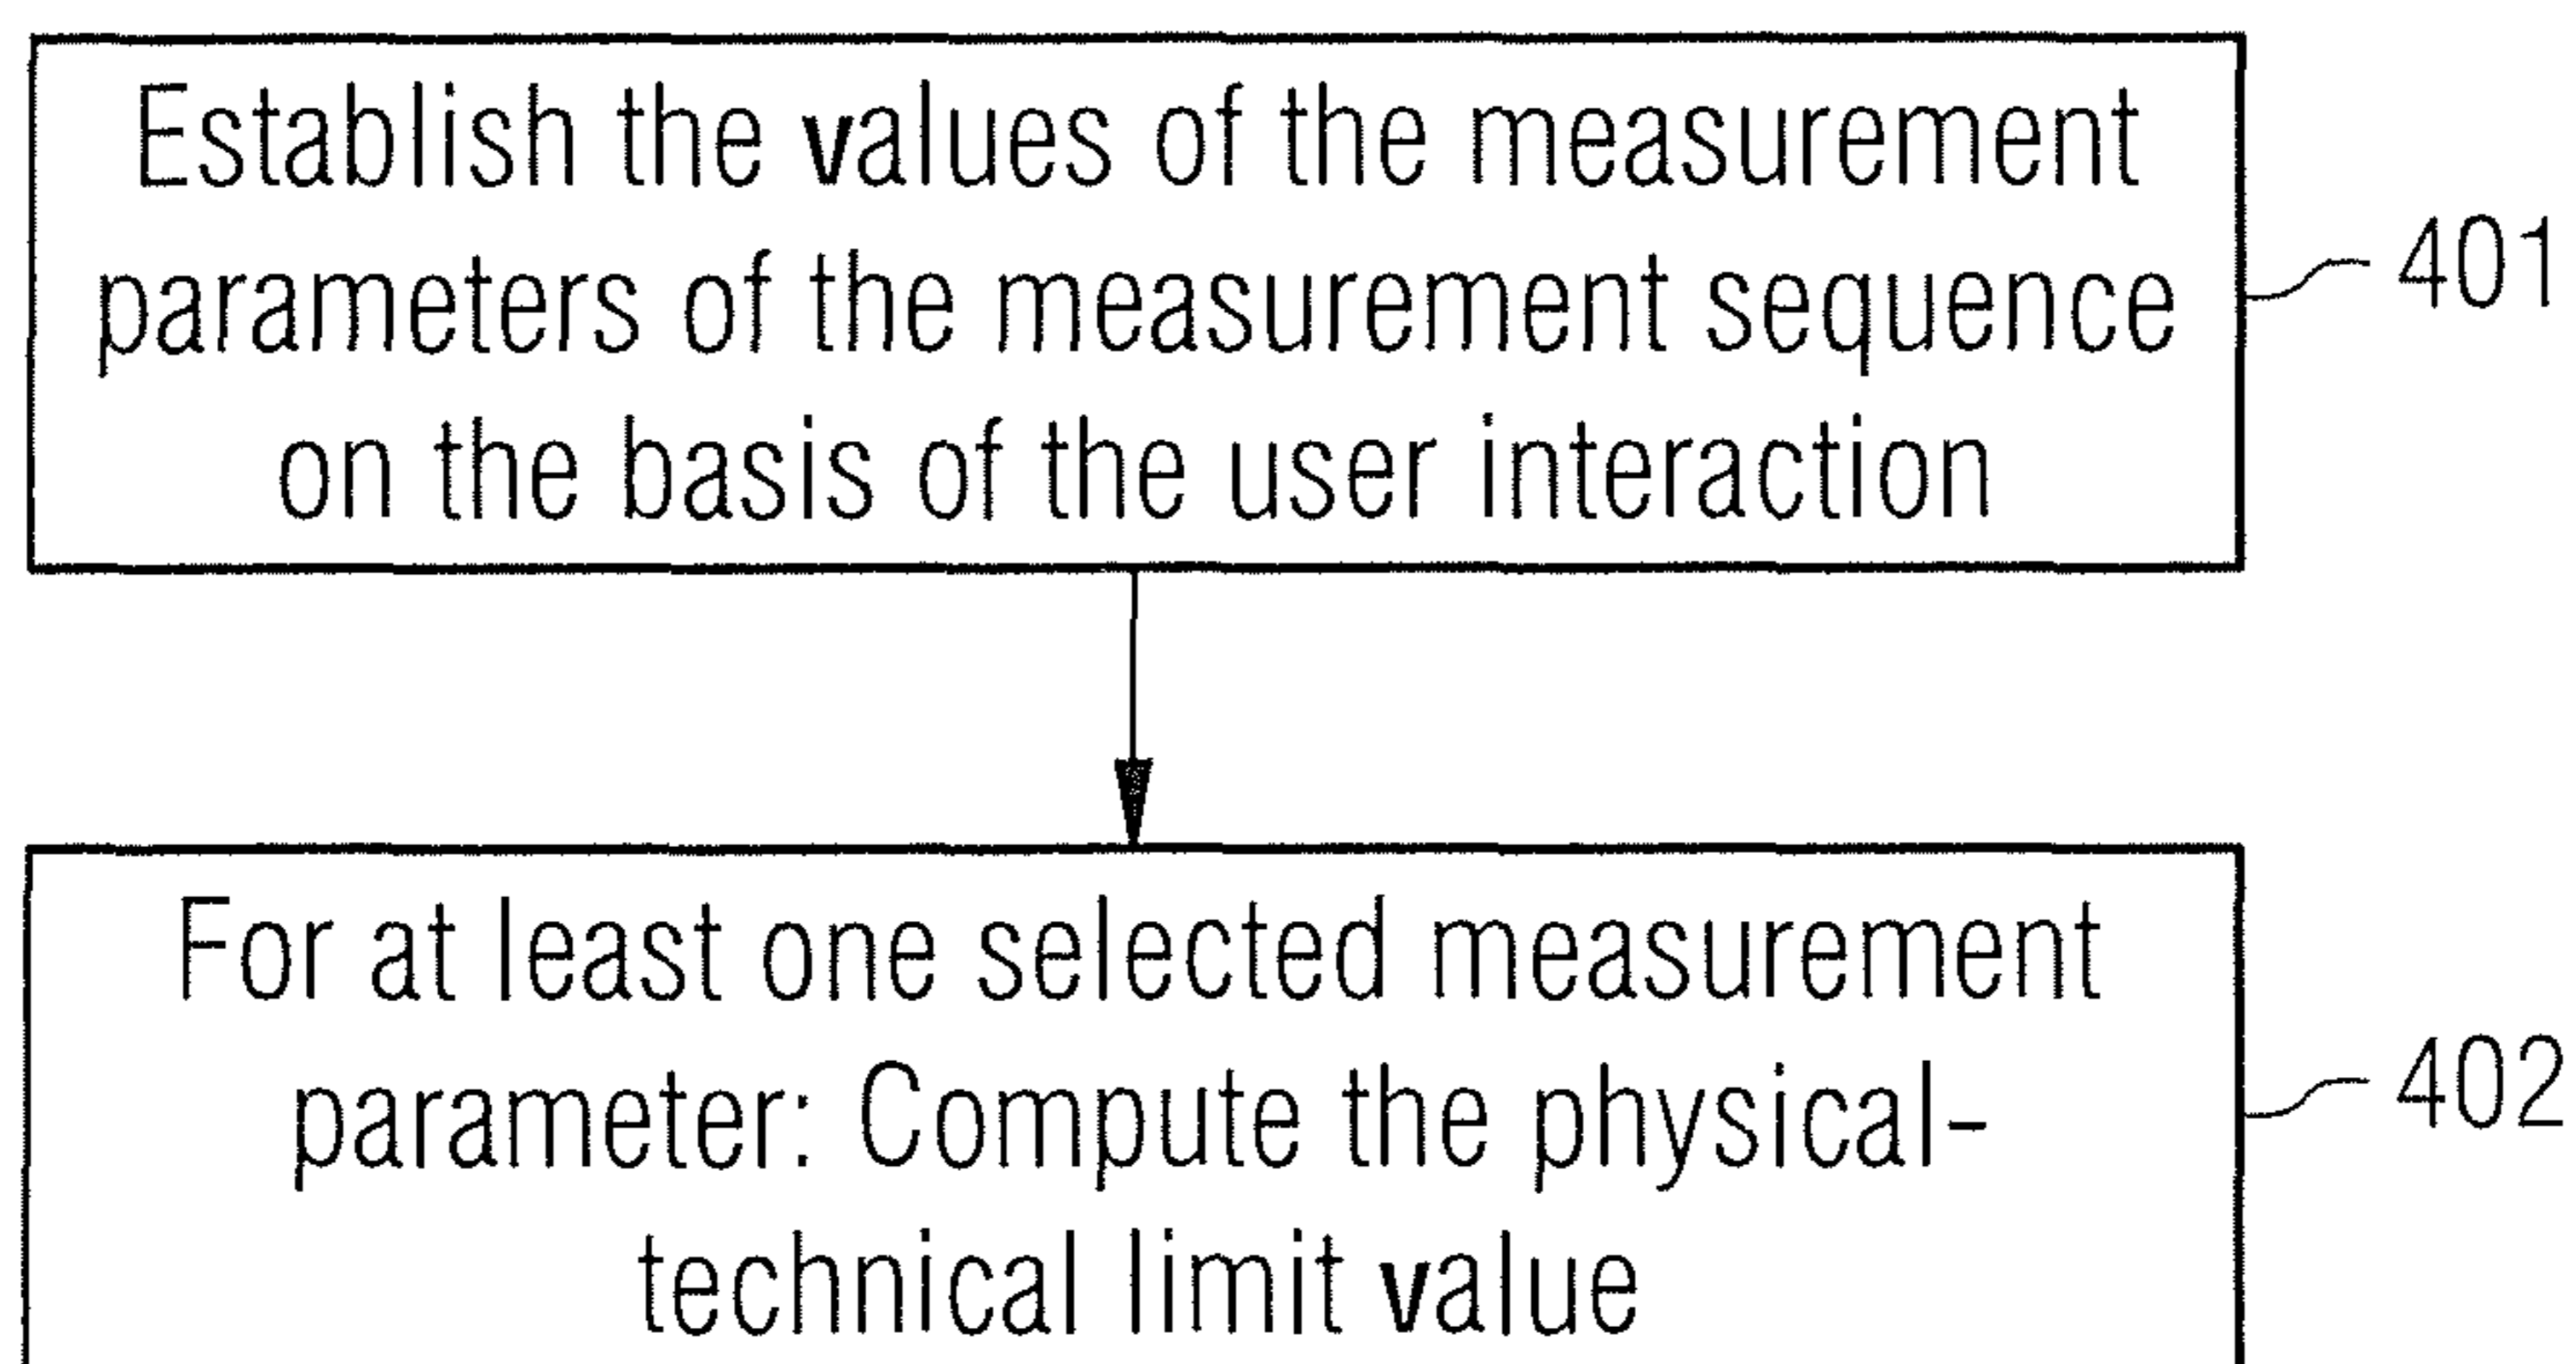 Establish the values of the measurement
parameters of the measurement sequence
on the basis of the user interaction
401
For at least one selected measurement
parameter: Compute the physical-
technical limit value
402